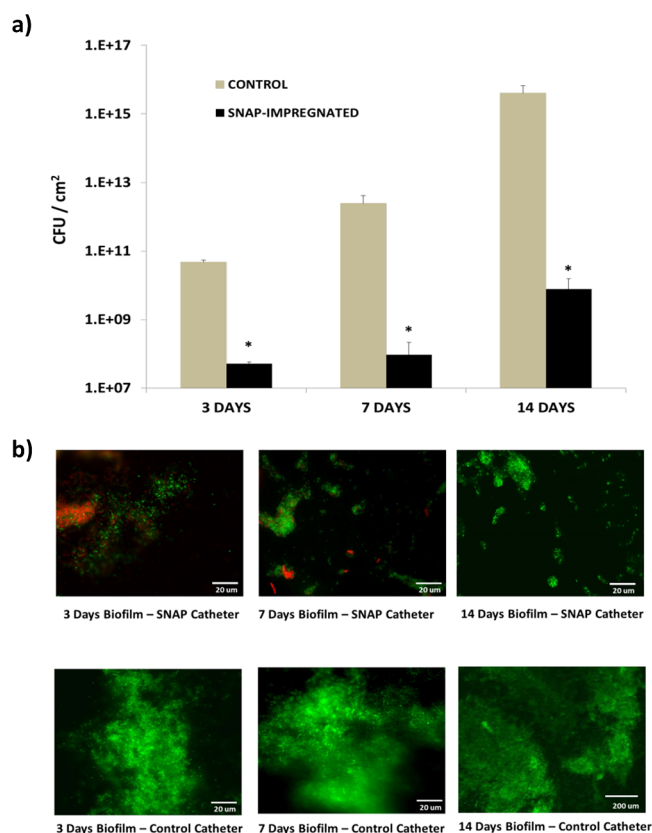 a)
1.E+17
1.E+15
1.E+13
1.E+11
1.E+09
1.E+07
CFU / cm²
CONTROL
SNAP-IMPREGNATED
*
*
*
3 DAYS
7 DAYS
14 DAYS
b)
20 um
20 um
20 um
3 Days Biofilm – SNAP Catheter
7 Days Biofilm – SNAP Catheter
14 Days Biofilm – SNAP Catheter
20 um
20 um
200 um
3 Days Biofilm – Control Catheter
7 Days Biofilm – Control Catheter
14 Days Biofilm – Control Catheter